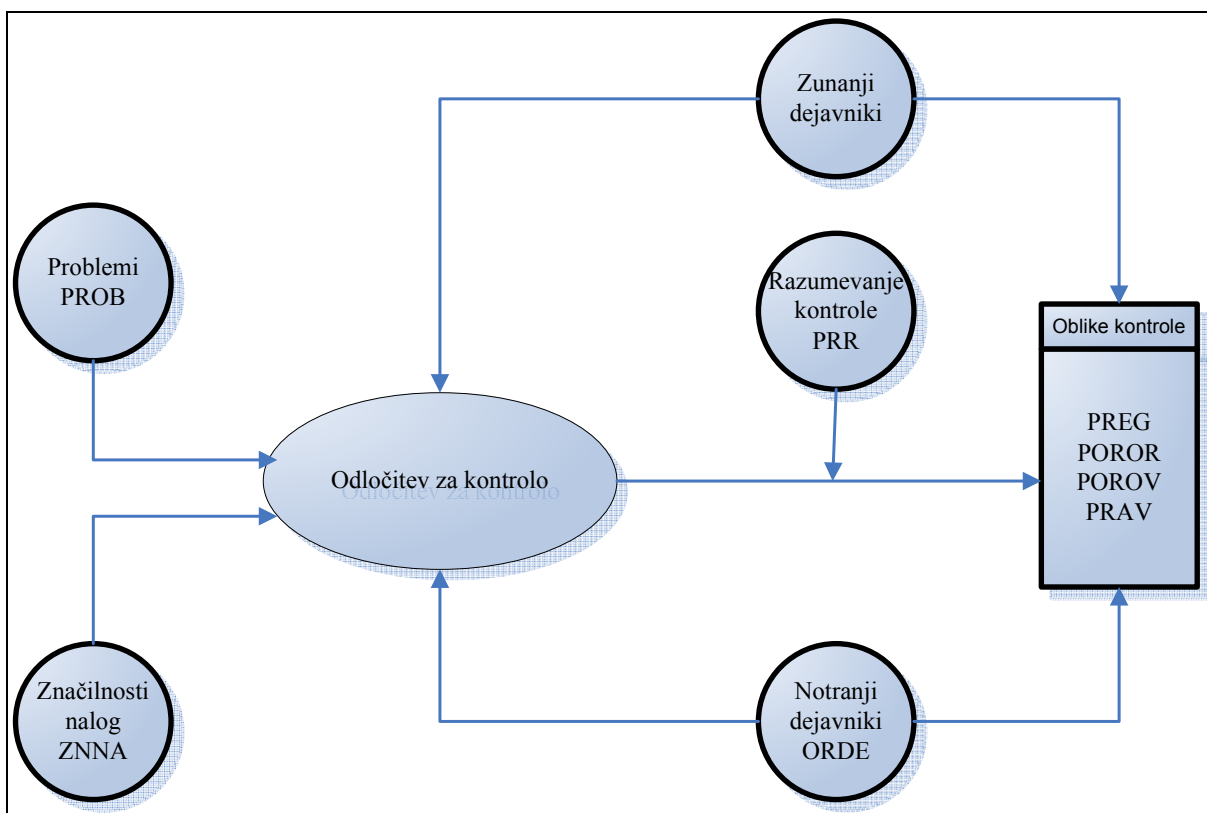 Zunanji
dejavniki
Problemi
PROB
Razumevanje
kontrole
PRR
Oblike kontrole
PREG
POROR
POROV
PRAV
Odločitev za kontrolo
Značilnosti
nalog
ZNNA
Notranji
dejavniki
ORDE